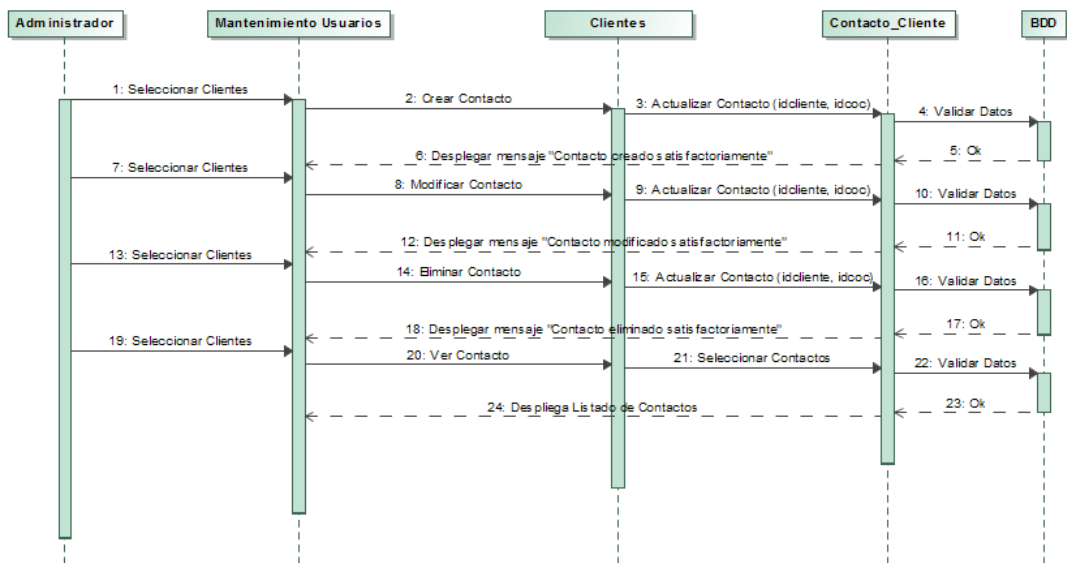 Administrador
Mantenimiento Usuarios
Clientes
Contacto_Cliente
BDD
1: Seleccionar Clientes
2: Crear Contacto
3: Actualizar Contacto (idcliente, idcoc)
4: Validar Datos
5: Ok
6: Desplegar mensaje "Contacto creado satisfactoriamente"
7: Seleccionar Clientes
8: Modificar Contacto
9: Actualizar Contacto (idcliente, idcoc)
10: Validar Datos
11: Ok
12: Desplegar mensaje "Contacto modificado satisfactoriamente"
13: Seleccionar Clientes
14: Eliminar Contacto
15: Actualizar Contacto (idcliente, idcoc)
16: Validar Datos
17: Ok
18: Desplegar mensaje "Contacto eliminado satisfactoriamente"
19: Seleccionar Clientes
20: Ver Contacto
21: Seleccionar Contactos
22: Validar Datos
23: Ok
24: Despliega Listado de Contactos